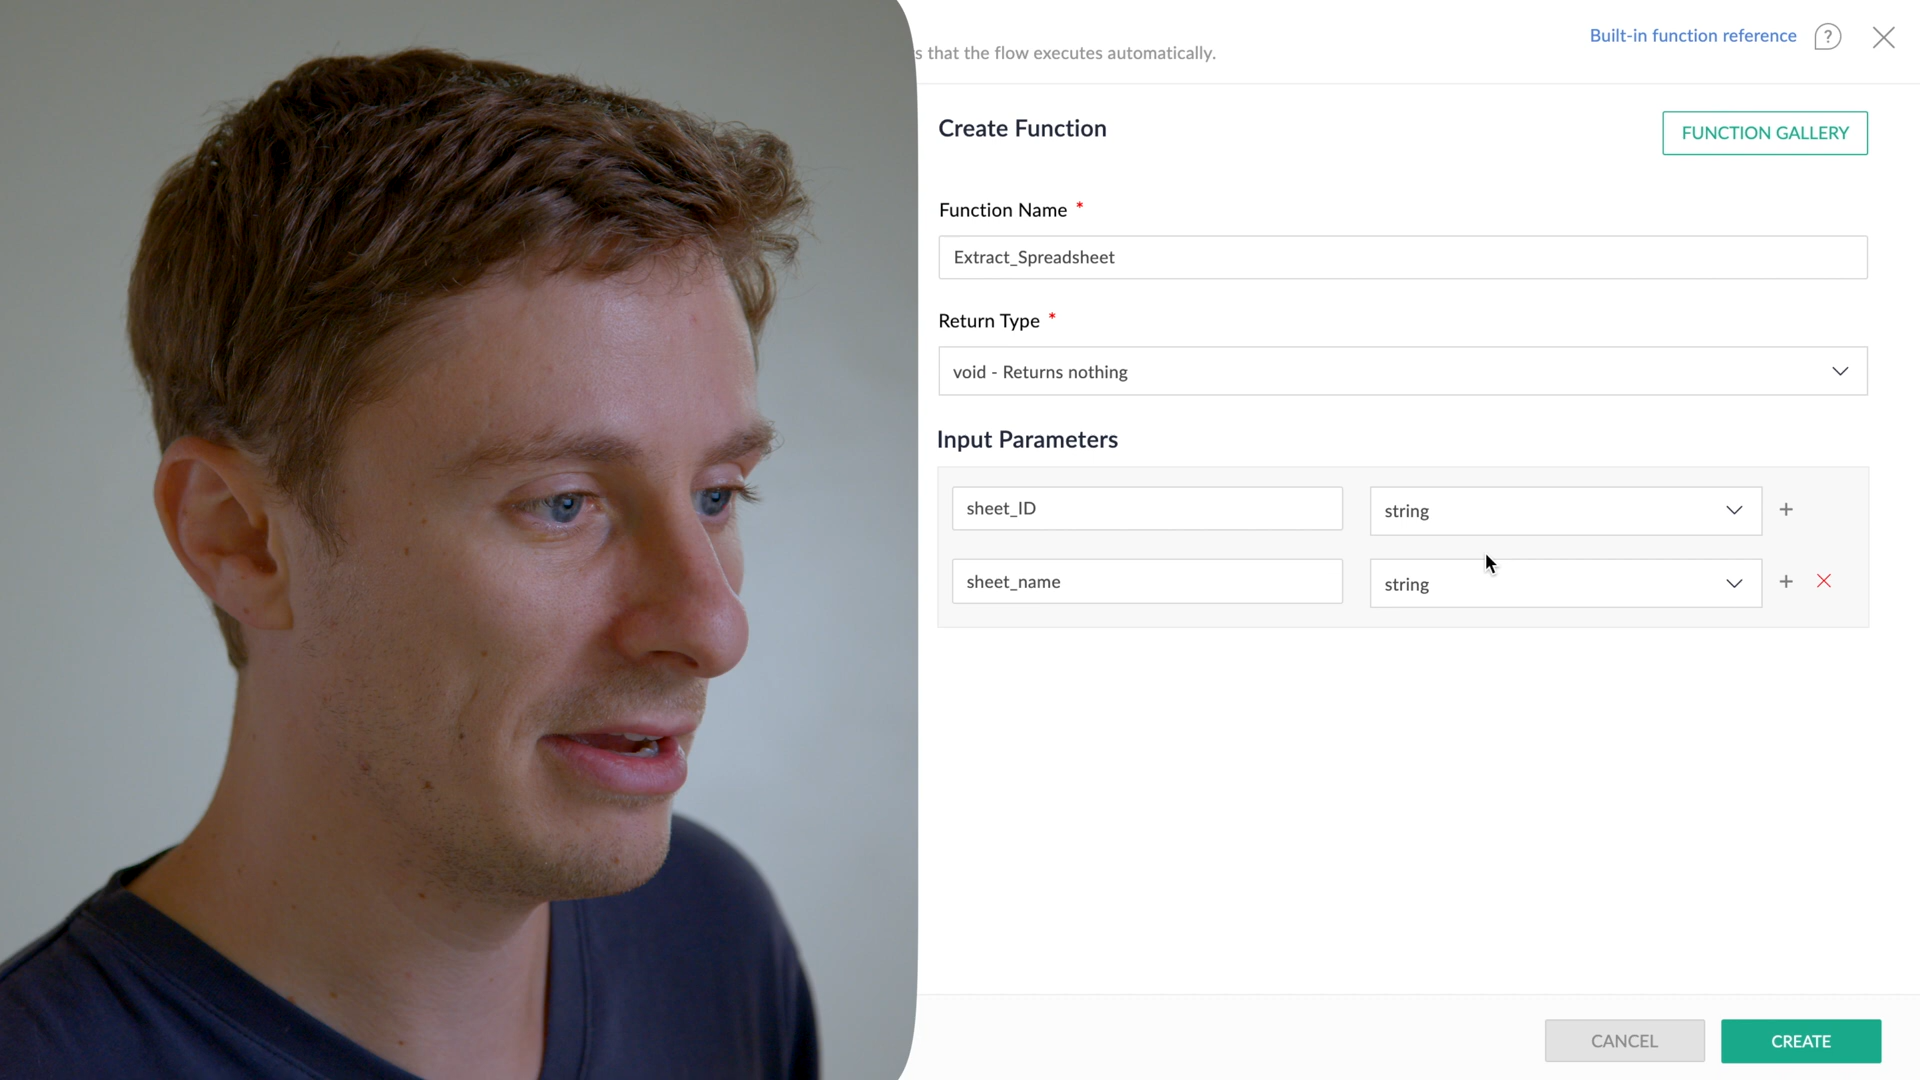 Built-in function reference
?
s that the flow executes automatically.
Create Function
FUNCTION GALLERY
Function Name *
Extract_Spreadsheet
Return Type *
void - Returns nothing
Input Parameters
sheet_ID
string
sheet_name
string
CANCEL
CREATE